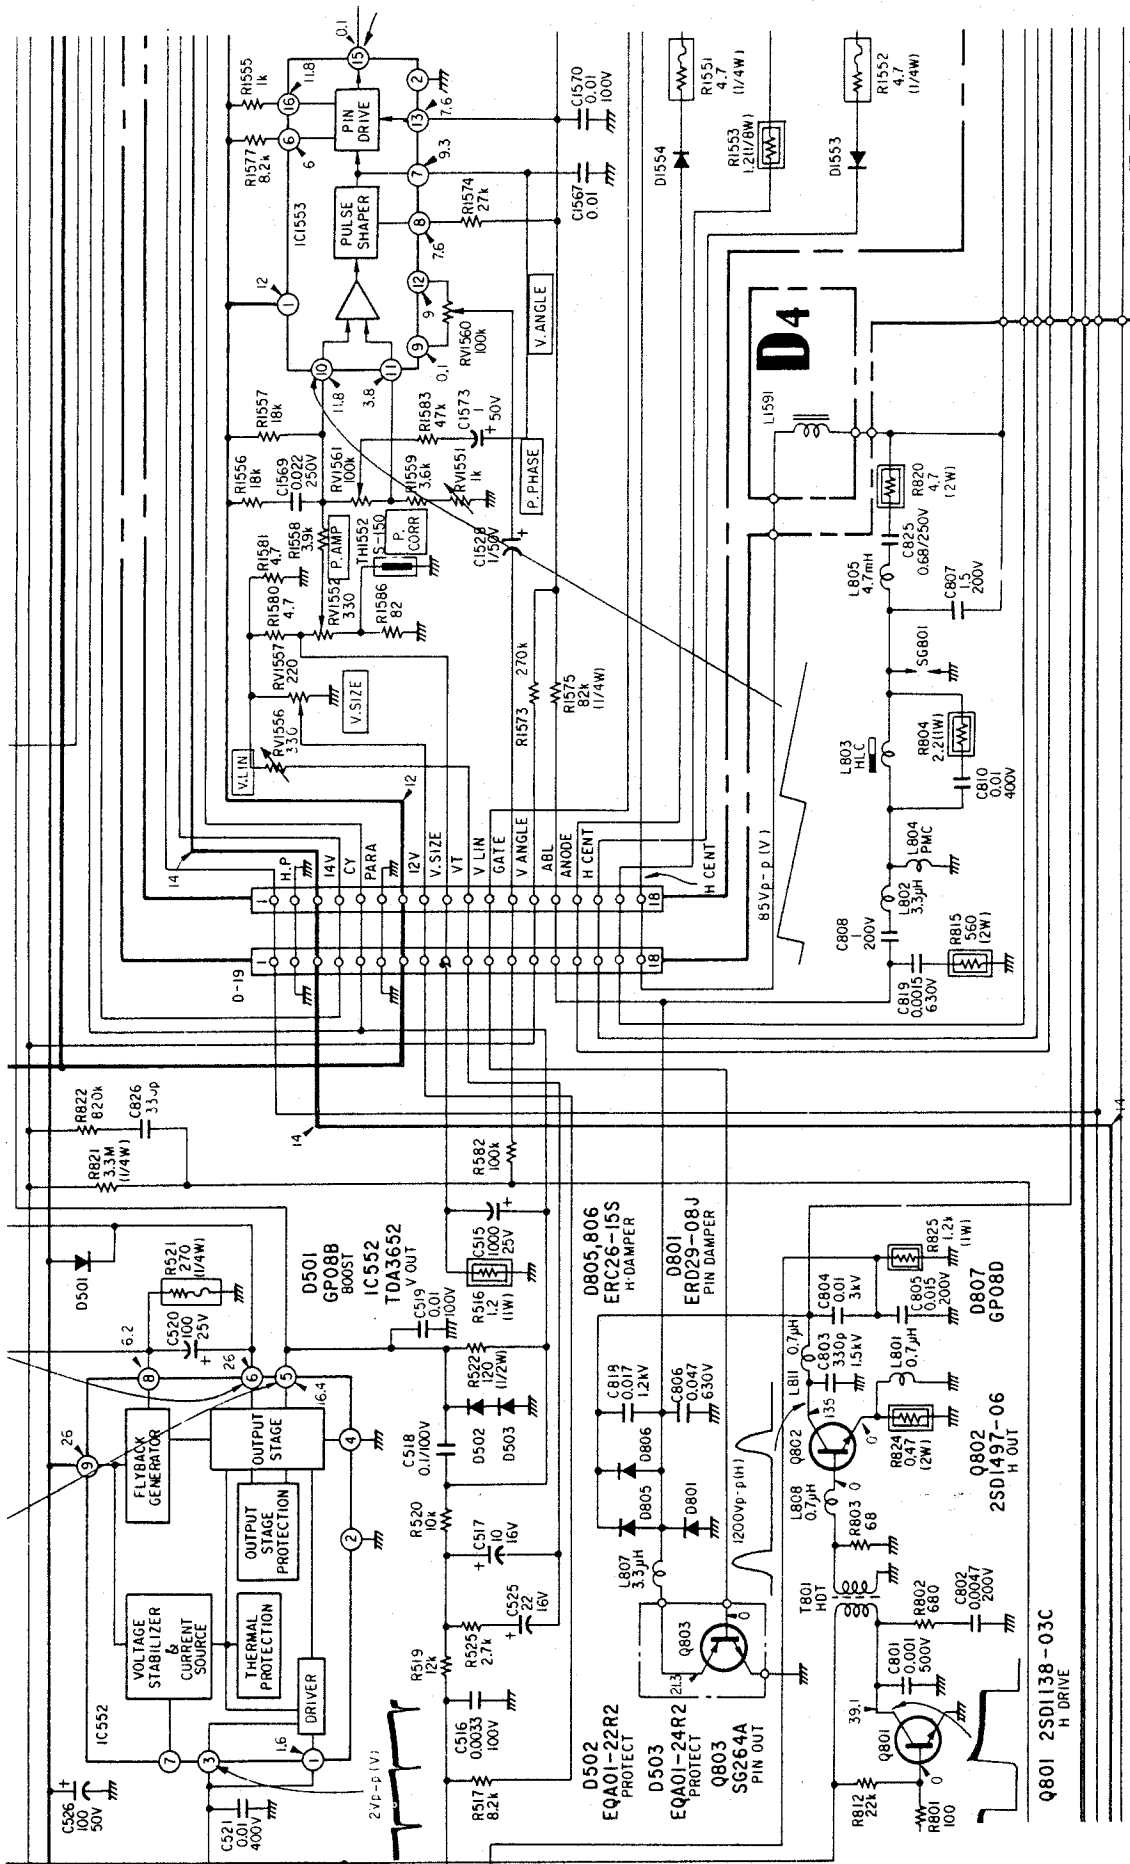 R1555
1k
R1577
8.2k
0.1
15
11.8
16
6
6
PIN
DRIVE
2
13
7.6
IC1553
12
1
PULSE
SHAPER
7
9.3
8
7.6
R1574
27k
12
9
9
0.1
RV1560
100k
10
11.8
11
3.8
C1570
0.01
100V
C1567
0.01
V.ANGLE
R1551
4.7
(1/4W)
D1554
R1553
1.2(1/8W)
R1552
4.7
(1/4W)
D1553
D4
L1591
R1557
18k
R1556
18k
C1569
0.022
250V
RV1561
100k
R1583
47k
C1573
1
50V
R1559
3.6k
RV1551
1k
P.PHASE
R1558
3.9k
P.AMP
TH1552
S-150
P.
CORR
C1528
1/50V
R1581
4.7
R1580
4.7
RV1552
330
R1586
82
RV1557
220
V.SIZE
RV1556
330
V.LIN
270k
R1573
R1575
82k
(1/4W)
R820
4.7
(2W)
C825
0.68/250V
L805
4.7mH
C807
1.5
200V
SG801
L803
HLC
R804
2.2(1W)
C810
0.01
400V
L804
PMC
L802
3.3μH
C808
1
200V
R815
560
(2W)
C819
0.0015
630V
85Vp-p(V)
14
12
1
H.P
14V
CY
PARA
12V
V.SIZE
VT
V LIN
GATE
V ANGLE
ABL
ANODE
H CENT
H CENT
18
D-19
1
18
R822
820k
C826
33p
R821
3.3M
(1/4W)
14
14
R582
100k
D501
R521
270
(1/4W)
C520
100
25V
D501
GP08B
800ST
IC552
TDA3652
V OUT
C519
0.01
100V
R516
1.2
(1W)
C515
1000
25V
D805,806
ERC26-15S
H·DAMPER
D801
ERD29-08J
PIN DAMPER
R825
1.2k
(1W)
6.2
8
26
6
5
16.4
26
9
FLYBACK
GENERATOR
OUTPUT
STAGE
4
OUTPUT
STAGE
PROTECTION
2
VOLTAGE
STABILIZER
&
CURRENT
SOURCE
THERMAL
PROTECTION
DRIVER
IC552
7
3
1.6
1
R522
120
(1/2W)
D502
D503
C518
0.1/100V
R520
10k
C517
10
16V
C525
22
16V
R525
2.7k
R519
12k
C516
0.0033
100V
R517
8.2k
C818
0.017
1.2kV
C806
0.047
630V
D806
D805
D801
L807
3.3μH
1200Vp-p(H)
C804
0.01
3kV
C805
0.015
200V
D807
GP08D
0.7μH
L811
C803
330p
1.5kV
L801
0.7μH
135
Q802
0
R824
0.47
(2W)
Q802
2SD1497-06
H OUT
L808
0.7μH
0
R803
68
T801
HDT
R802
680
C802
0.0047
200V
C801
0.001
500V
Q803
0
21.3
D502
EQA01-22R2
PROTECT
D503
EQA01-24R2
PROTECT
Q803
SG264A
PIN OUT
39.1
Q801
0
R812
22k
R801
100
Q801 2SD1138-03C
H DRIVE
C526
100
50V
C521
0.01
400V
2Vp-p(V)